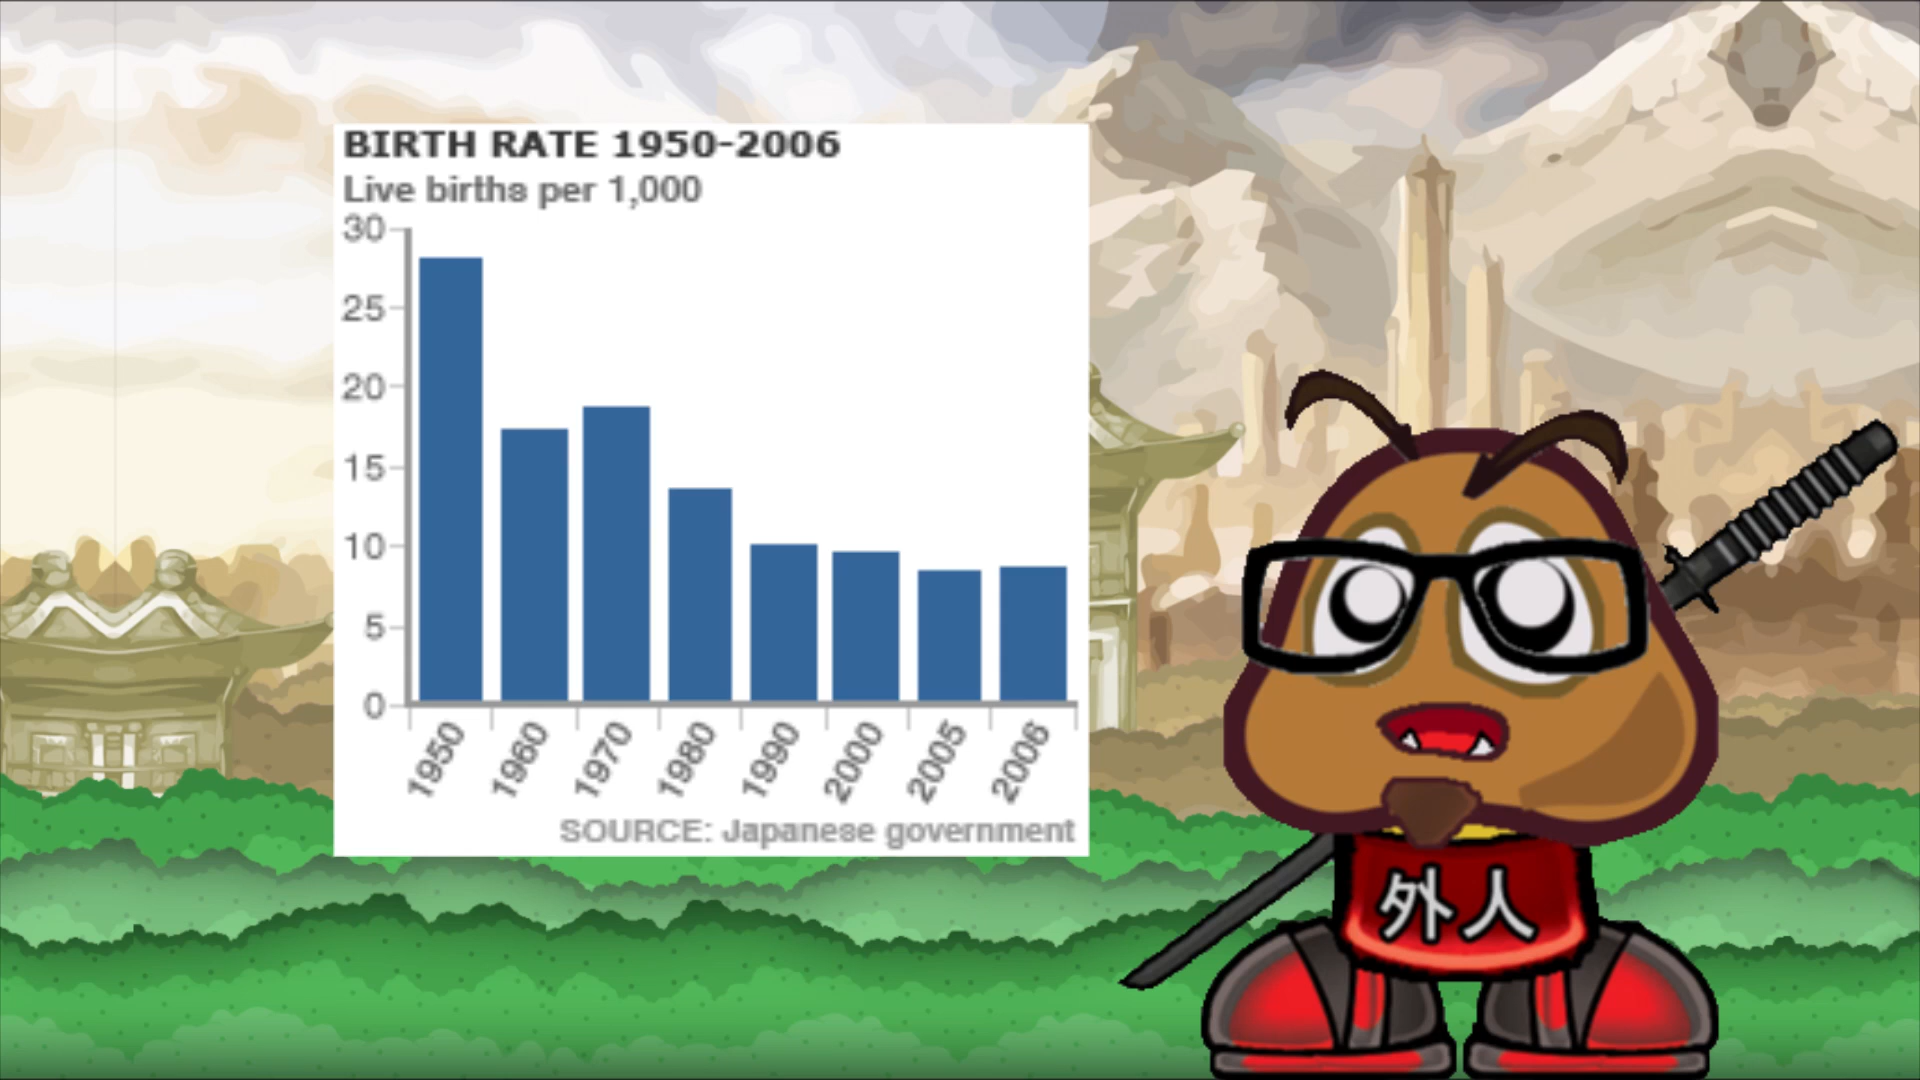 BIRTH RATE 1950-2006
Live births per 1,000
30
25
20
15
10
5
0
1950 1960 1970 1980 1990 2000 2005 2006
SOURCE: Japanese government
外人